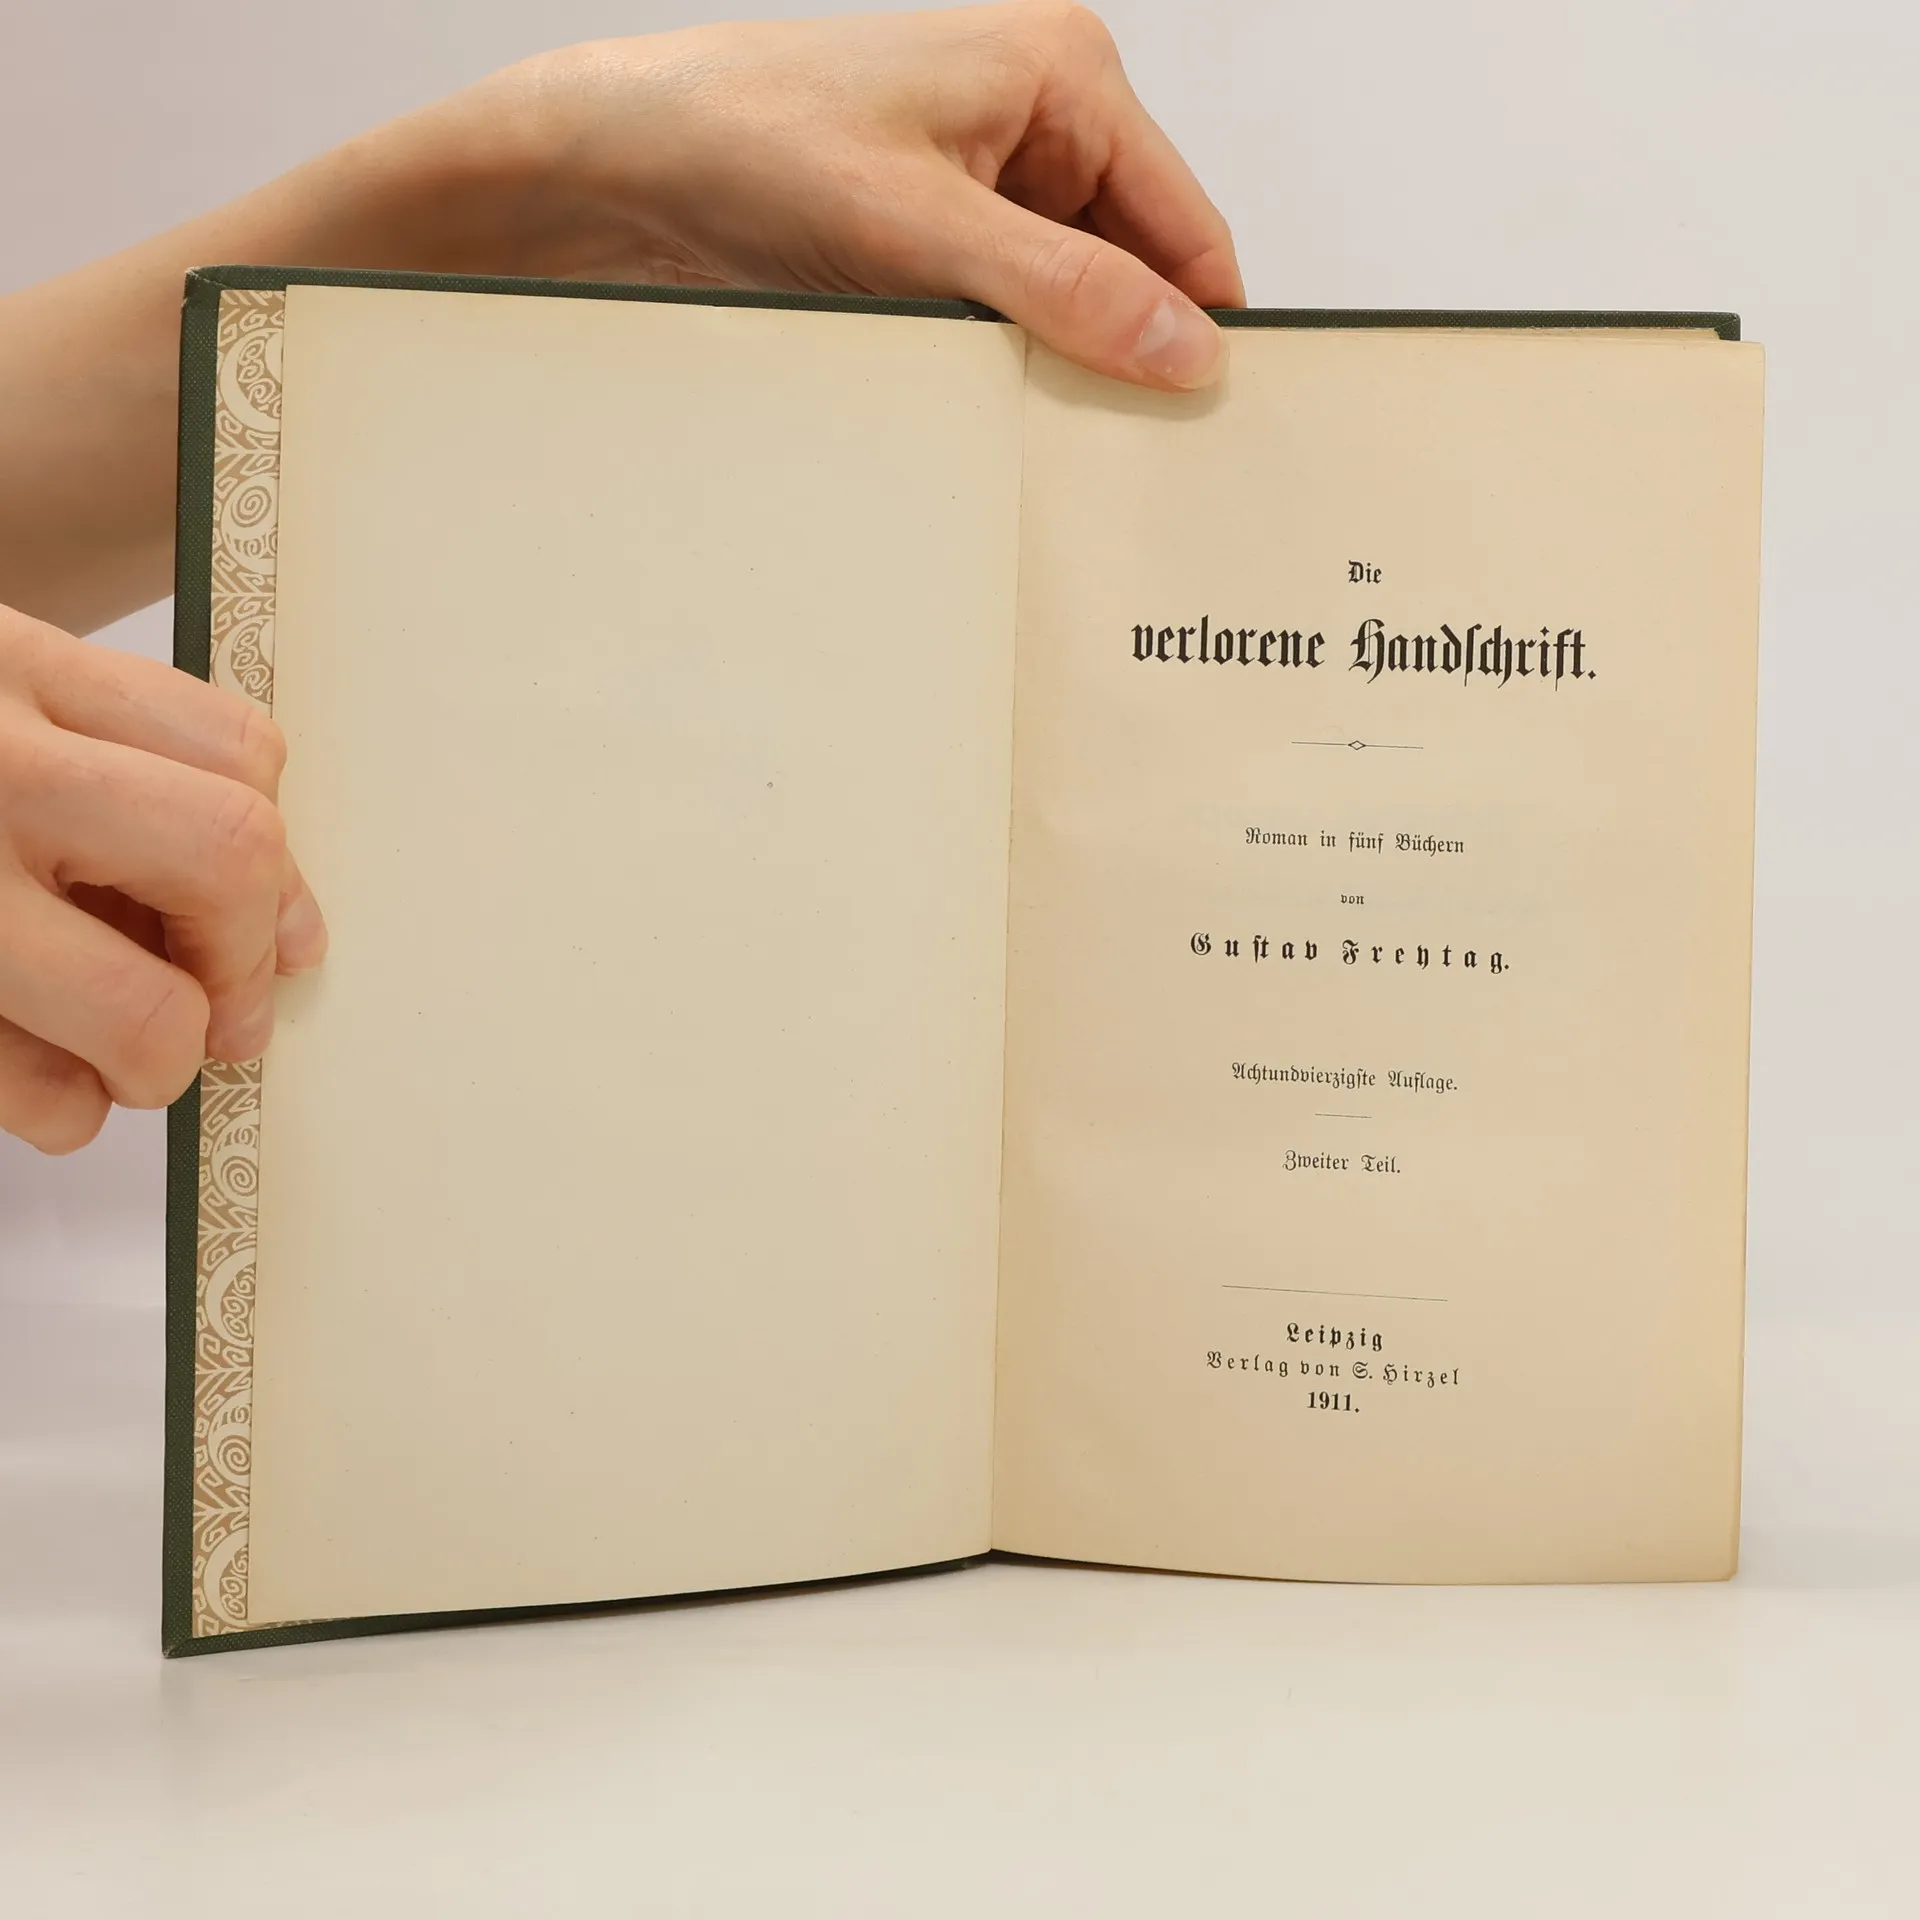 Die
verlorene Handſchrift.
Roman in fünf Büchern
von
Guſtav Freytag.
Achtundvierzigſte Auflage.
Zweiter Teil.
Leipzig
Verlag von S. Hirzel
1911.